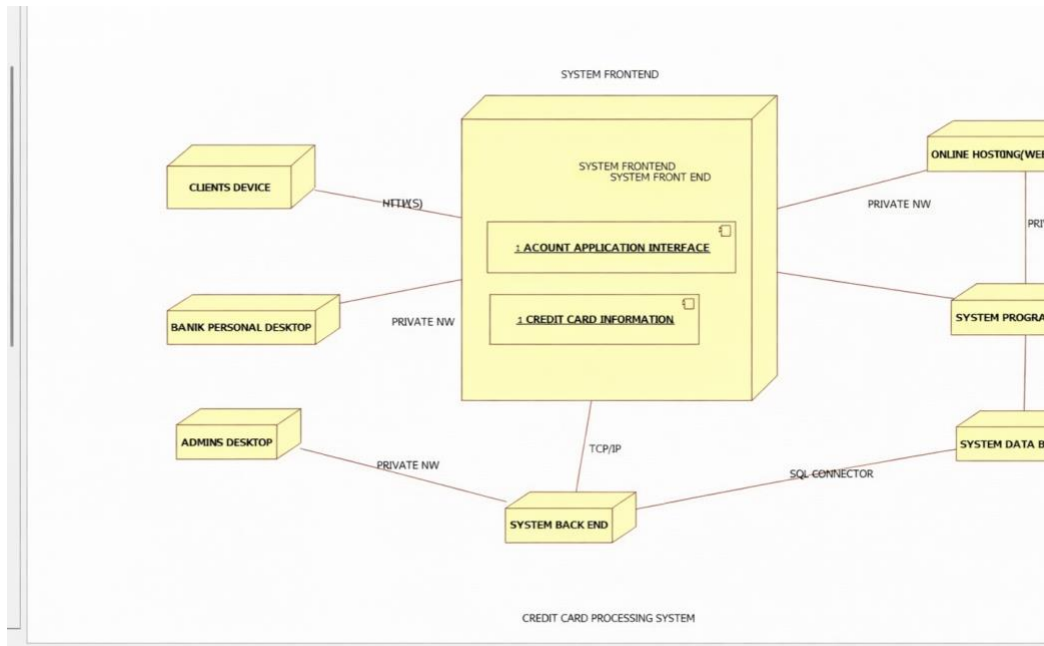 SYSTEM FRONTEND
CLIENTS DEVICE
HTTP(S)
SYSTEM FRONTEND
SYSTEM FRONT END
: ACOUNT APPLICATION INTERFACE
: CREDIT CARD INFORMATION
ONLINE HOSTING(WE
PRIVATE NW
PRI
BANIK PERSONAL DESKTOP
PRIVATE NW
SYSTEM PROGRA
ADMINS DESKTOP
PRIVATE NW
TCP/IP
SYSTEM DATA B
SQL CONNECTOR
SYSTEM BACK END
CREDIT CARD PROCESSING SYSTEM